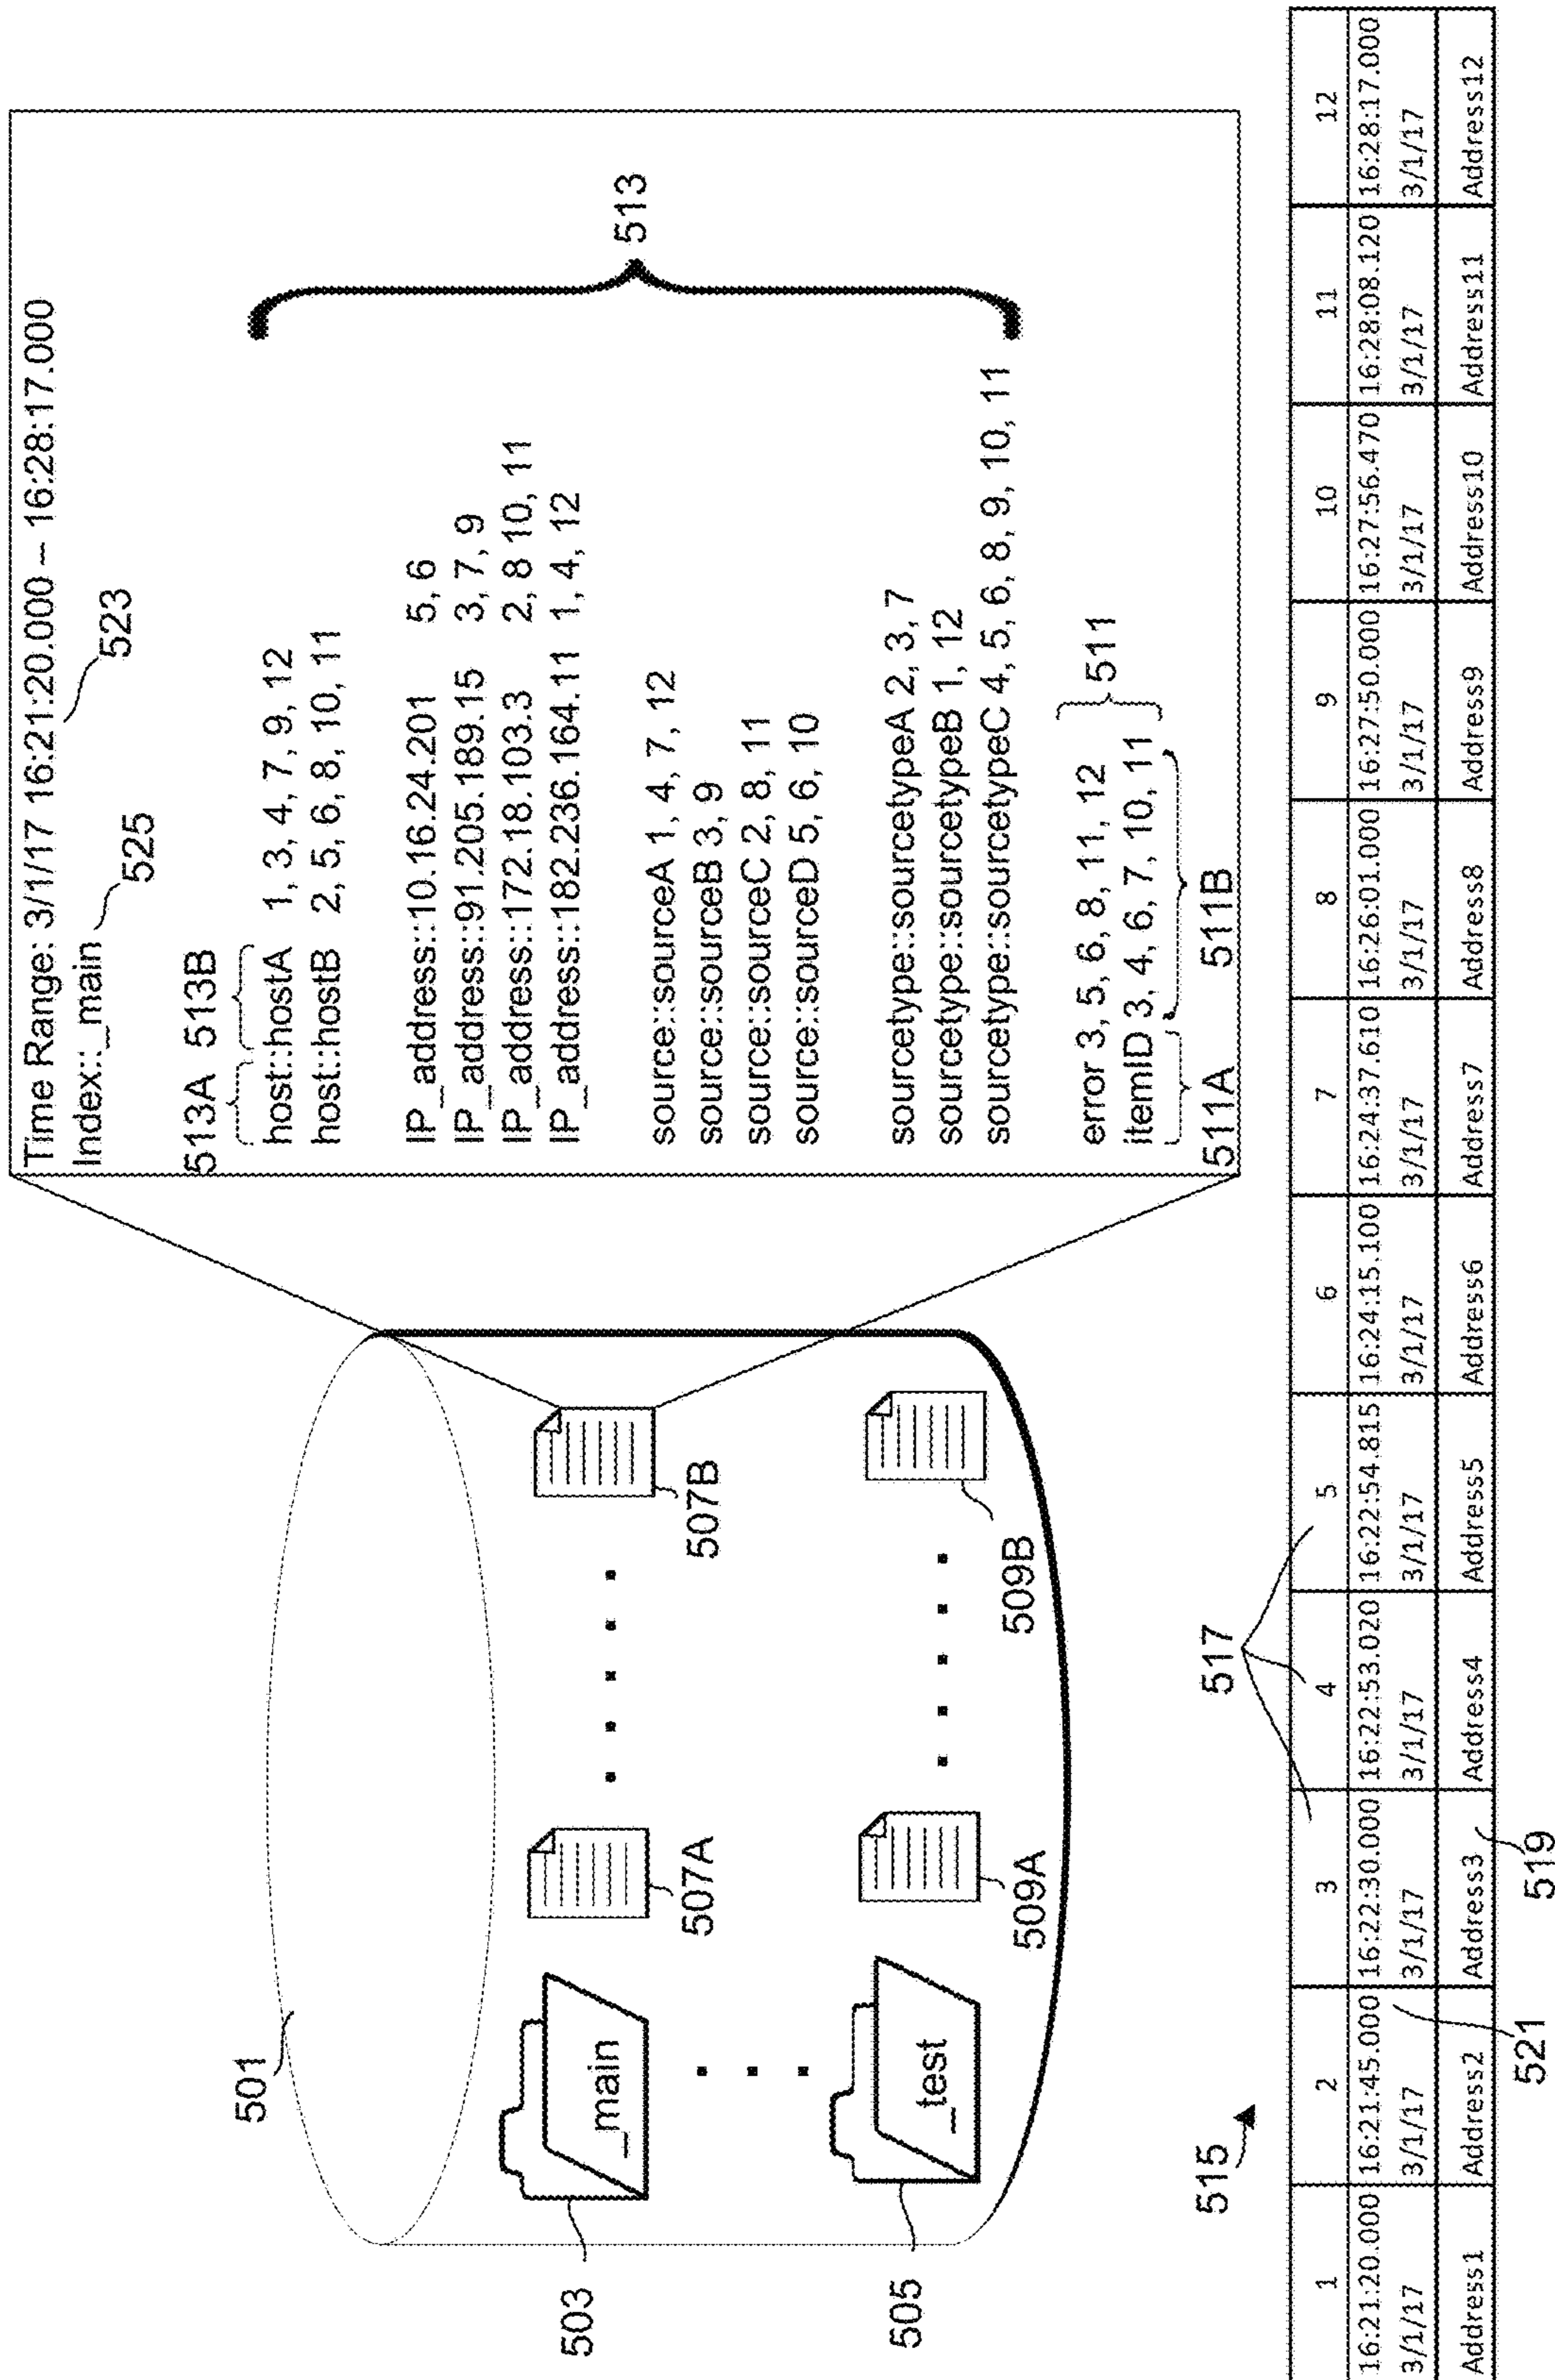 501
503
_main
507A
507B
505
_test
509A
509B
Time Range: 3/1/17 16:21:20.000 – 16:28:17.000
523
Index::_main
525
513A 513B
host::hostA 1, 3, 4, 7, 9, 12
host::hostB 2, 5, 6, 8, 10, 11
IP_address::10.16.24.201 5, 6
IP_address::91.205.189.15 3, 7, 9
IP_address::172.18.103.3 2, 8 10, 11
IP_address::182.236.164.11 1, 4, 12
513
source::sourceA 1, 4, 7, 12
source::sourceB 3, 9
source::sourceC 2, 8, 11
source::sourceD 5, 6, 10
sourcetype::sourcetypeA 2, 3, 7
sourcetype::sourcetypeB 1, 12
sourcetype::sourcetypeC 4, 5, 6, 8, 9, 10, 11
error 3, 5, 6, 8, 11, 12
itemID 3, 4, 6, 7, 10, 11
511
511A 511B
515
517
1 2 3 4 5 6 7 8 9 10 11 12
16:21:20.000 16:21:45.000 16:22:30.000 16:22:53.020 16:22:54.815 16:24:15.100 16:24:37.610 16:26:01.000 16:27:50.000 16:27:56.470 16:28:08.120 16:28:17.000
3/1/17 3/1/17 3/1/17 3/1/17 3/1/17 3/1/17 3/1/17 3/1/17 3/1/17 3/1/17 3/1/17 3/1/17
Address1 Address2 Address3 Address4 Address5 Address6 Address7 Address8 Address9 Address10 Address11 Address12
521
519